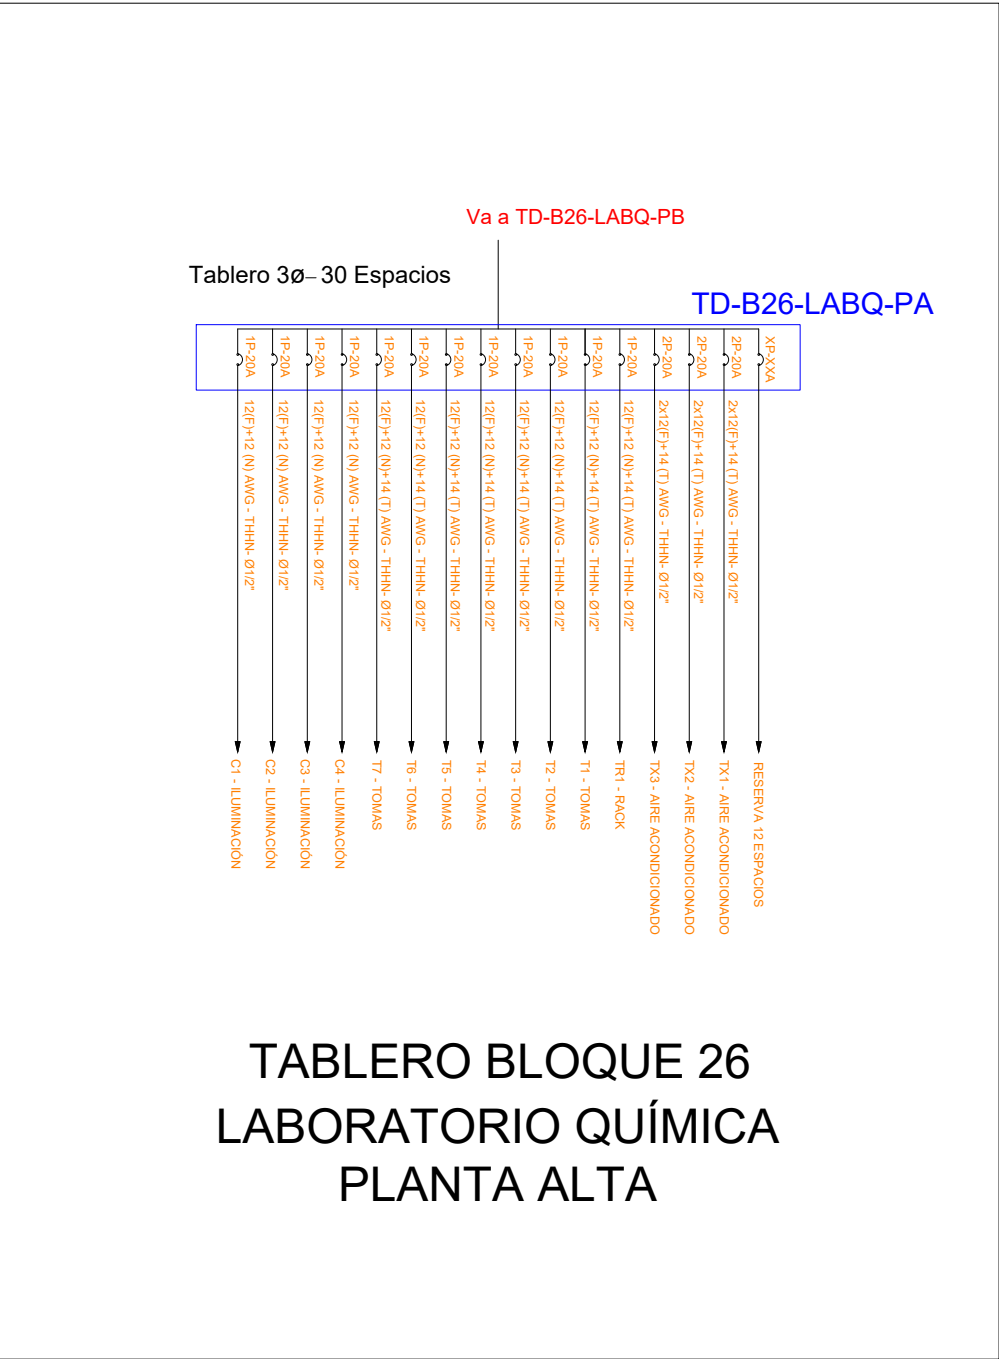 Va a TD-B26-LABQ-PB
Tablero 3ø– 30 Espacios
TD-B26-LABQ-PA
1P-20A
1P-20A
1P-20A
1P-20A
1P-20A
1P-20A
1P-20A
1P-20A
1P-20A
1P-20A
1P-20A
1P-20A
2P-20A
2P-20A
2P-20A
XP-XXA
12(F)+12 (N) AWG - THHN- Ø1/2"
12(F)+12 (N) AWG - THHN- Ø1/2"
12(F)+12 (N) AWG - THHN- Ø1/2"
12(F)+12 (N) AWG - THHN- Ø1/2"
12(F)+12 (N)+14 (T) AWG - THHN- Ø1/2"
12(F)+12 (N)+14 (T) AWG - THHN- Ø1/2"
12(F)+12 (N)+14 (T) AWG - THHN- Ø1/2"
12(F)+12 (N)+14 (T) AWG - THHN- Ø1/2"
12(F)+12 (N)+14 (T) AWG - THHN- Ø1/2"
12(F)+12 (N)+14 (T) AWG - THHN- Ø1/2"
12(F)+12 (N)+14 (T) AWG - THHN- Ø1/2"
12(F)+12 (N)+14 (T) AWG - THHN- Ø1/2"
2x12(F)+14 (T) AWG - THHN- Ø1/2"
2x12(F)+14 (T) AWG - THHN- Ø1/2"
2x12(F)+14 (T) AWG - THHN- Ø1/2"
C1 - ILUMINACIÓN
C2 - ILUMINACIÓN
C3 - ILUMINACIÓN
C4 - ILUMINACIÓN
T7 - TOMAS
T6 - TOMAS
T5 - TOMAS
T4 - TOMAS
T3 - TOMAS
T2 - TOMAS
T1 - TOMAS
TR1 - RACK
TX3 - AIRE ACONDICIONADO
TX2 - AIRE ACONDICIONADO
TX1 - AIRE ACONDICIONADO
RESERVA 12 ESPACIOS
TABLERO BLOQUE 26
LABORATORIO QUÍMICA
PLANTA ALTA